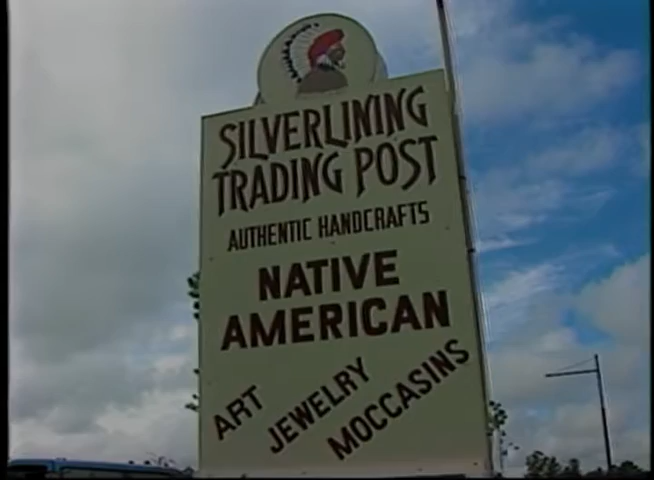 SILVERLINING
TRADING POST
AUTHENTIC HANDCRAFTS
NATIVE
AMERICAN
ART
JEWELRY
MOCCASINS